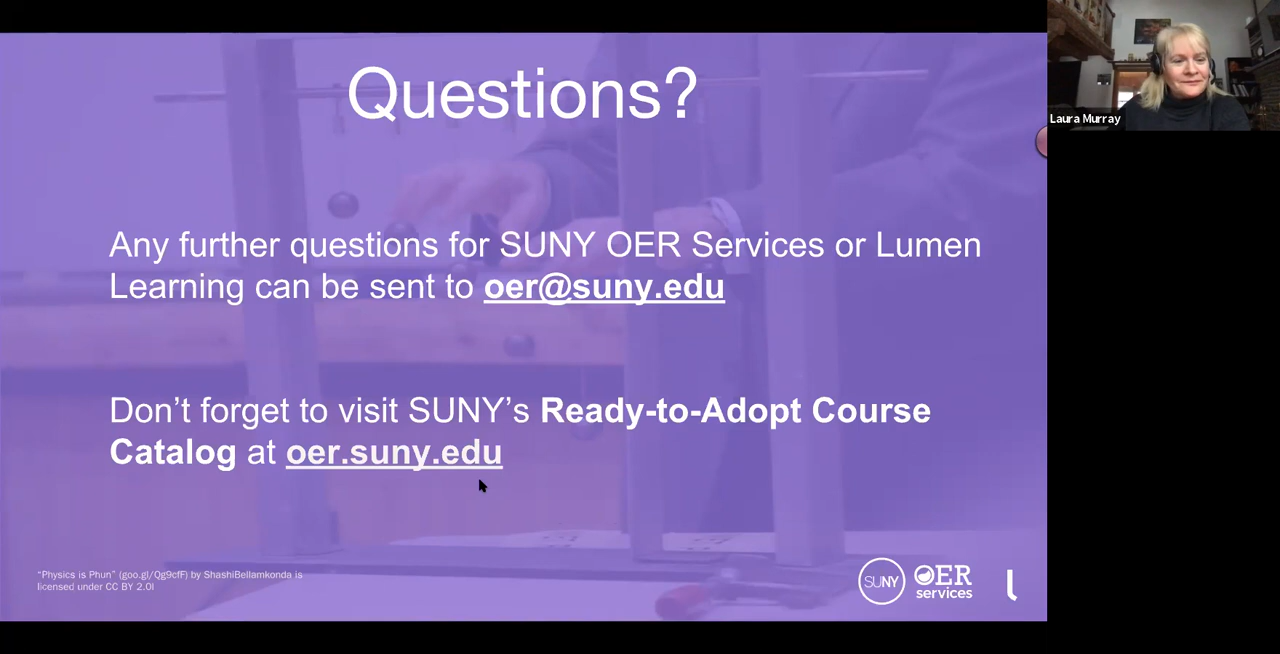 Questions?
Laura Murray
Any further questions for SUNY OER Services or Lumen
Learning can be sent to oer@suny.edu
Don’t forget to visit SUNY’s Ready-to-Adopt Course
Catalog at oer.suny.edu
“Physics is Phun” (goo.gl/Qg9cfF) by ShashiBellamkonda is
licensed under CC BY 2.0l
SUNY
OER
services